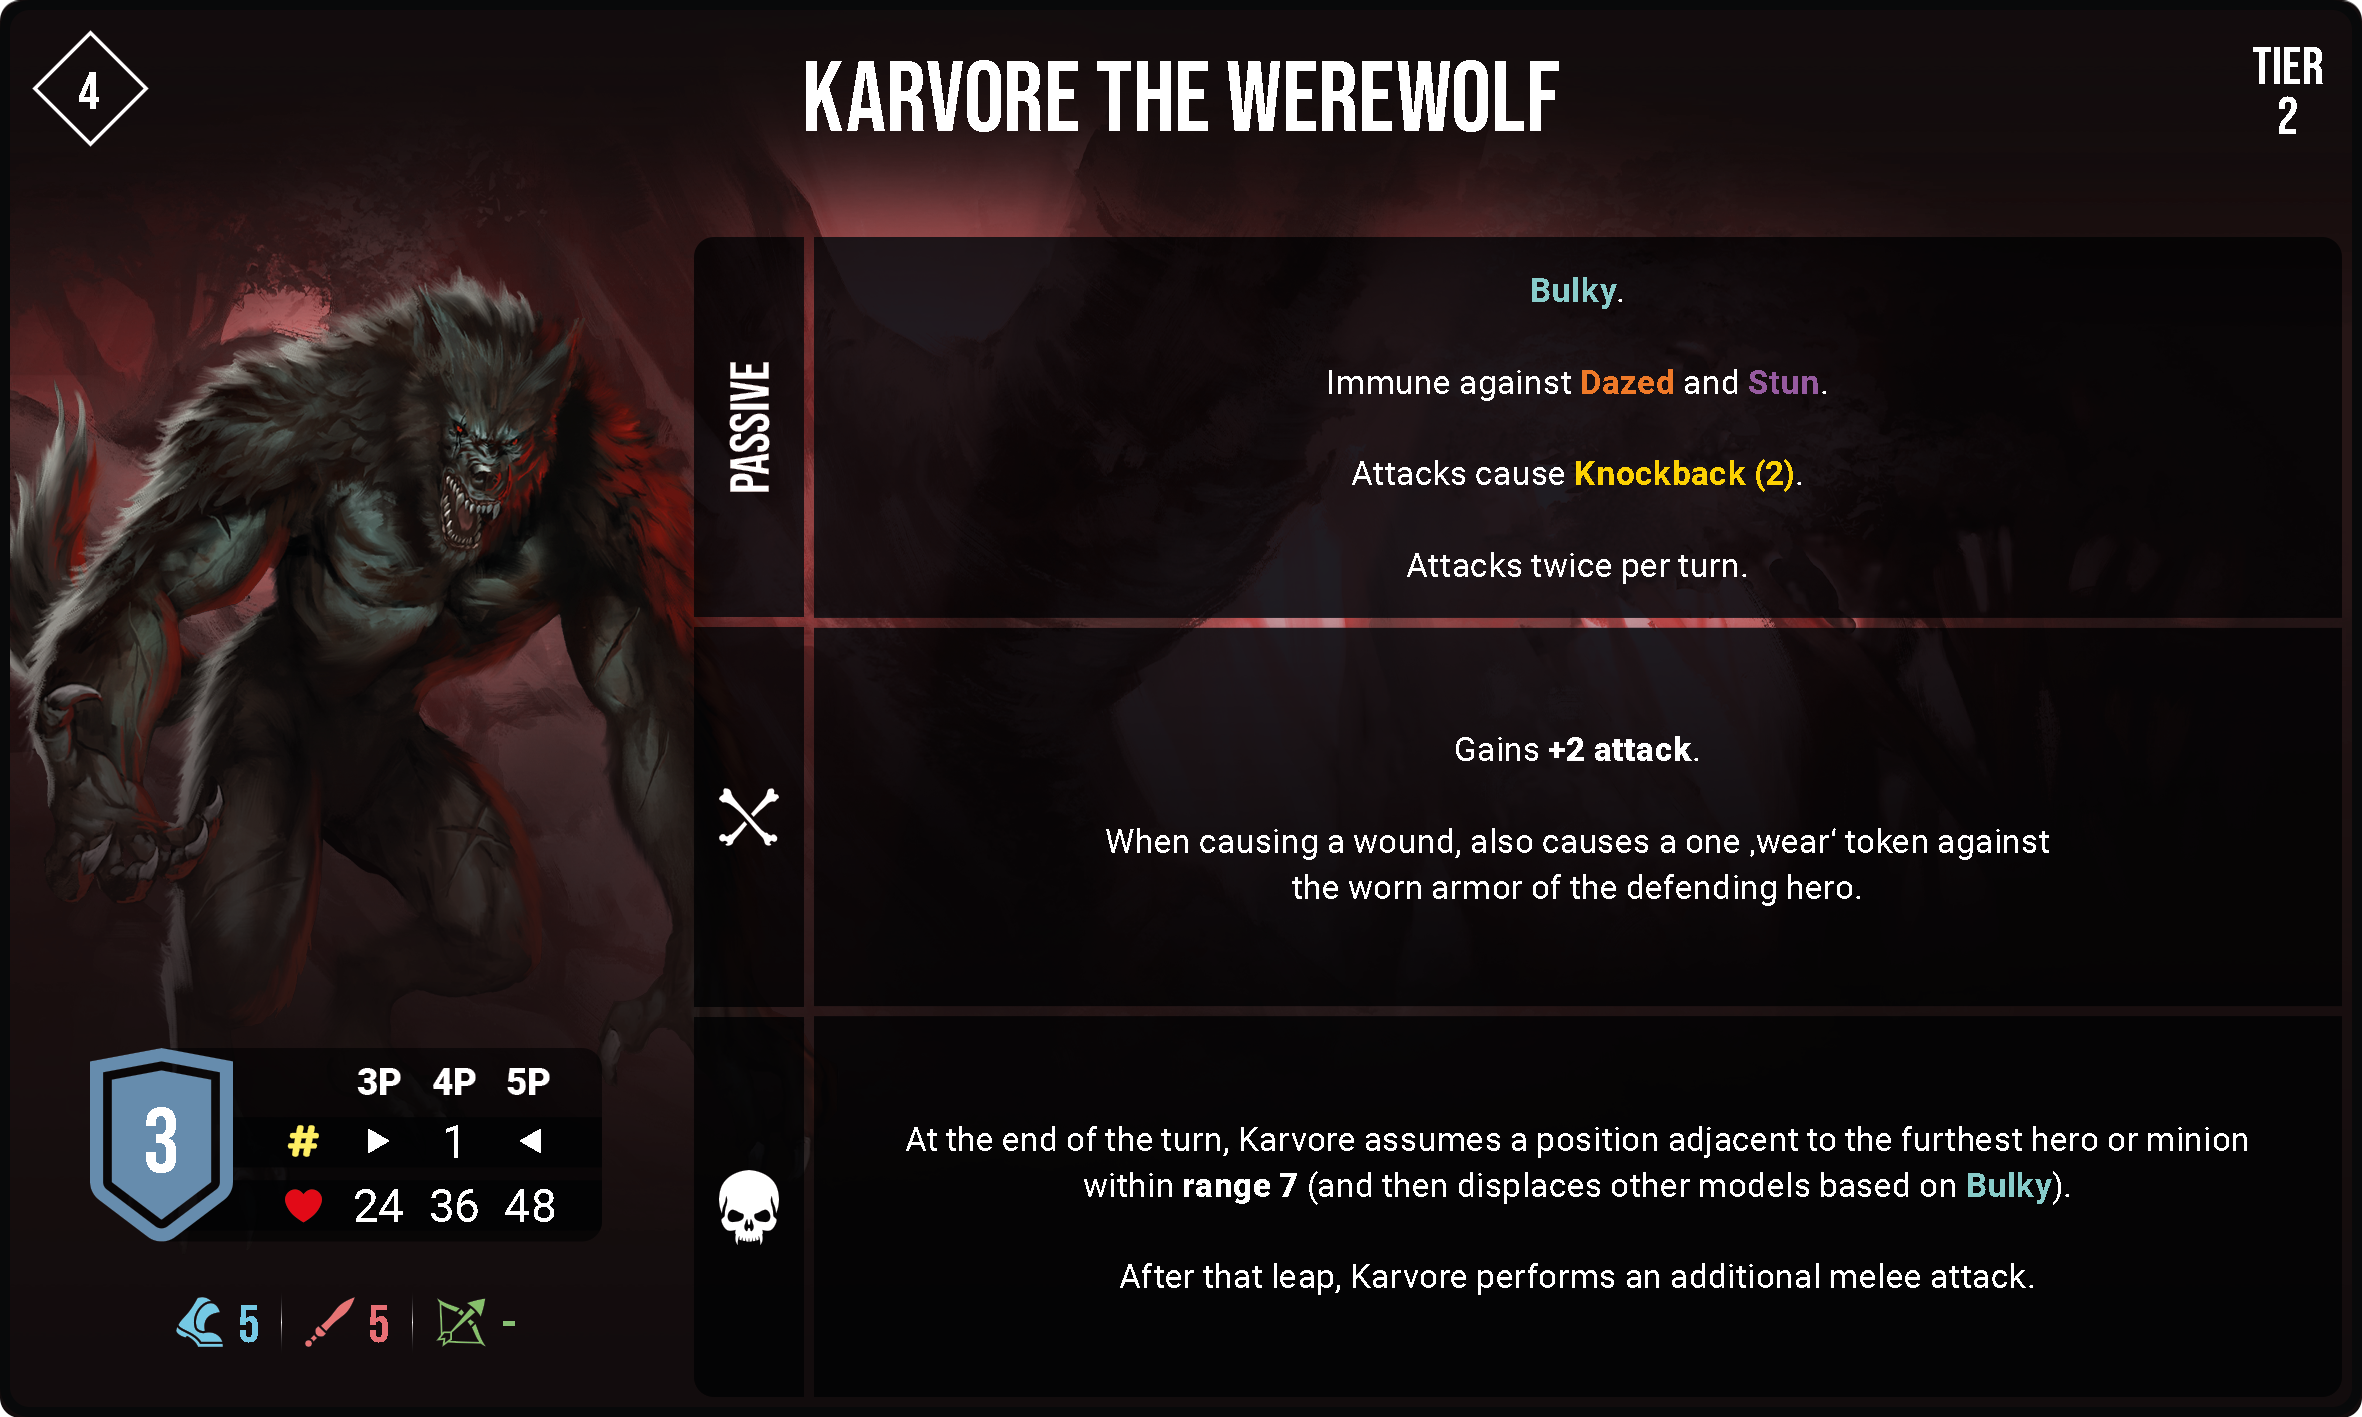 4
KARVORE THE WEREWOLF
TIER
2
PASSIVE
Bulky.
Immune against Dazed and Stun.
Attacks cause Knockback (2).
Attacks twice per turn.
Gains +2 attack.
When causing a wound, also causes a one ‚wear‘ token against
the worn armor of the defending hero.
At the end of the turn, Karvore assumes a position adjacent to the furthest hero or minion
within range 7 (and then displaces other models based on Bulky).
After that leap, Karvore performs an additional melee attack.
3
3P 4P 5P
# ▶ 1 ◀
24 36 48
5 5 -